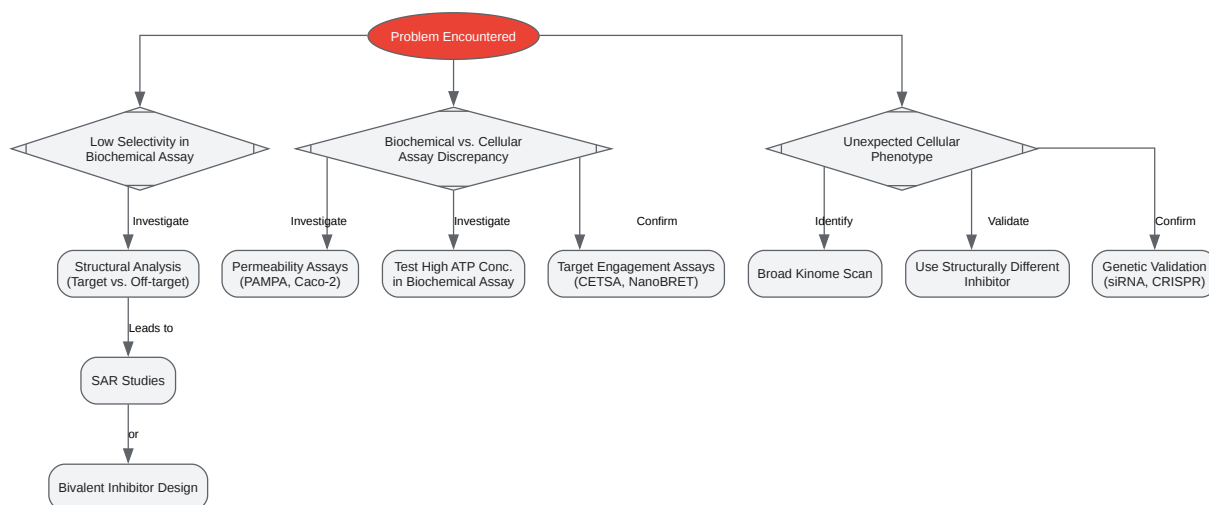 Problem Encountered
Low Selectivity in
Biochemical Assay
Biochemical vs. Cellular
Assay Discrepancy
Unexpected Cellular
Phenotype
Investigate
Investigate
Investigate
Confirm
Identify
Validate
Confirm
Structural Analysis
(Target vs. Off-target)
Permeability Assays
(PAMPA, Caco-2)
Test High ATP Conc.
in Biochemical Assay
Target Engagement Assays
(CETSA, NanoBRET)
Broad Kinome Scan
Use Structurally Different
Inhibitor
Genetic Validation
(siRNA, CRISPR)
Leads to
SAR Studies
or
Bivalent Inhibitor Design